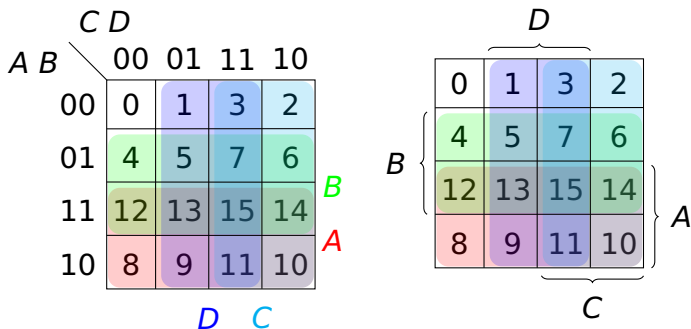 C D
A B 00 01 11 10
00 0 1 3 2
01 4 5 7 6
B
11 12 13 15 14
A
10 8 9 11 10
D C
D
0 1 3 2
4 5 7 6
B
12 13 15 14
A
8 9 11 10
C